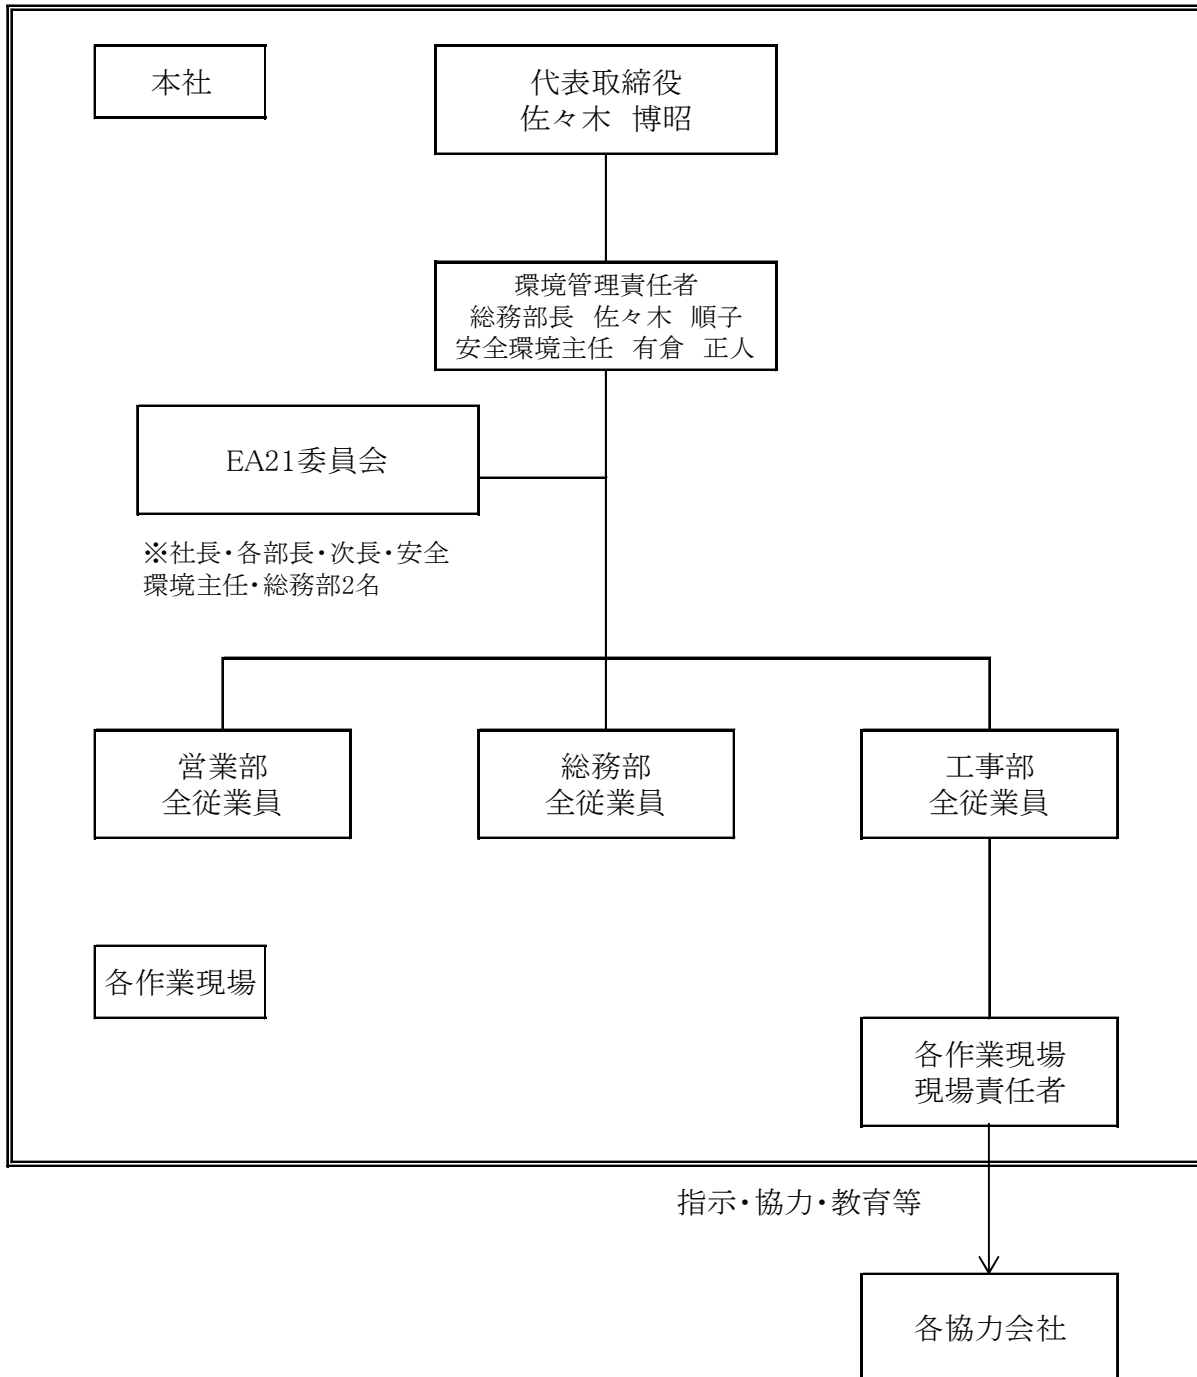 本社
代表取締役
佐々木 博昭
環境管理責任者
総務部長 佐々木 順子
安全環境主任 有倉 正人
EA21委員会
※社長・各部長・次長・安全
環境主任・総務部2名
営業部
全従業員
総務部
全従業員
工事部
全従業員
各作業現場
各作業現場
現場責任者
指示・協力・教育等
各協力会社